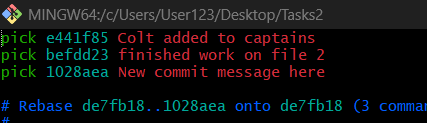 MINGW64:/c/Users/User123/Desktop/Tasks2
pick e441f85 Colt added to captains
pick befdd23 finished work on file 2
pick 1028aea New commit message here
# Rebase de7fb18..1028aea onto de7fb18 (3 comma
#